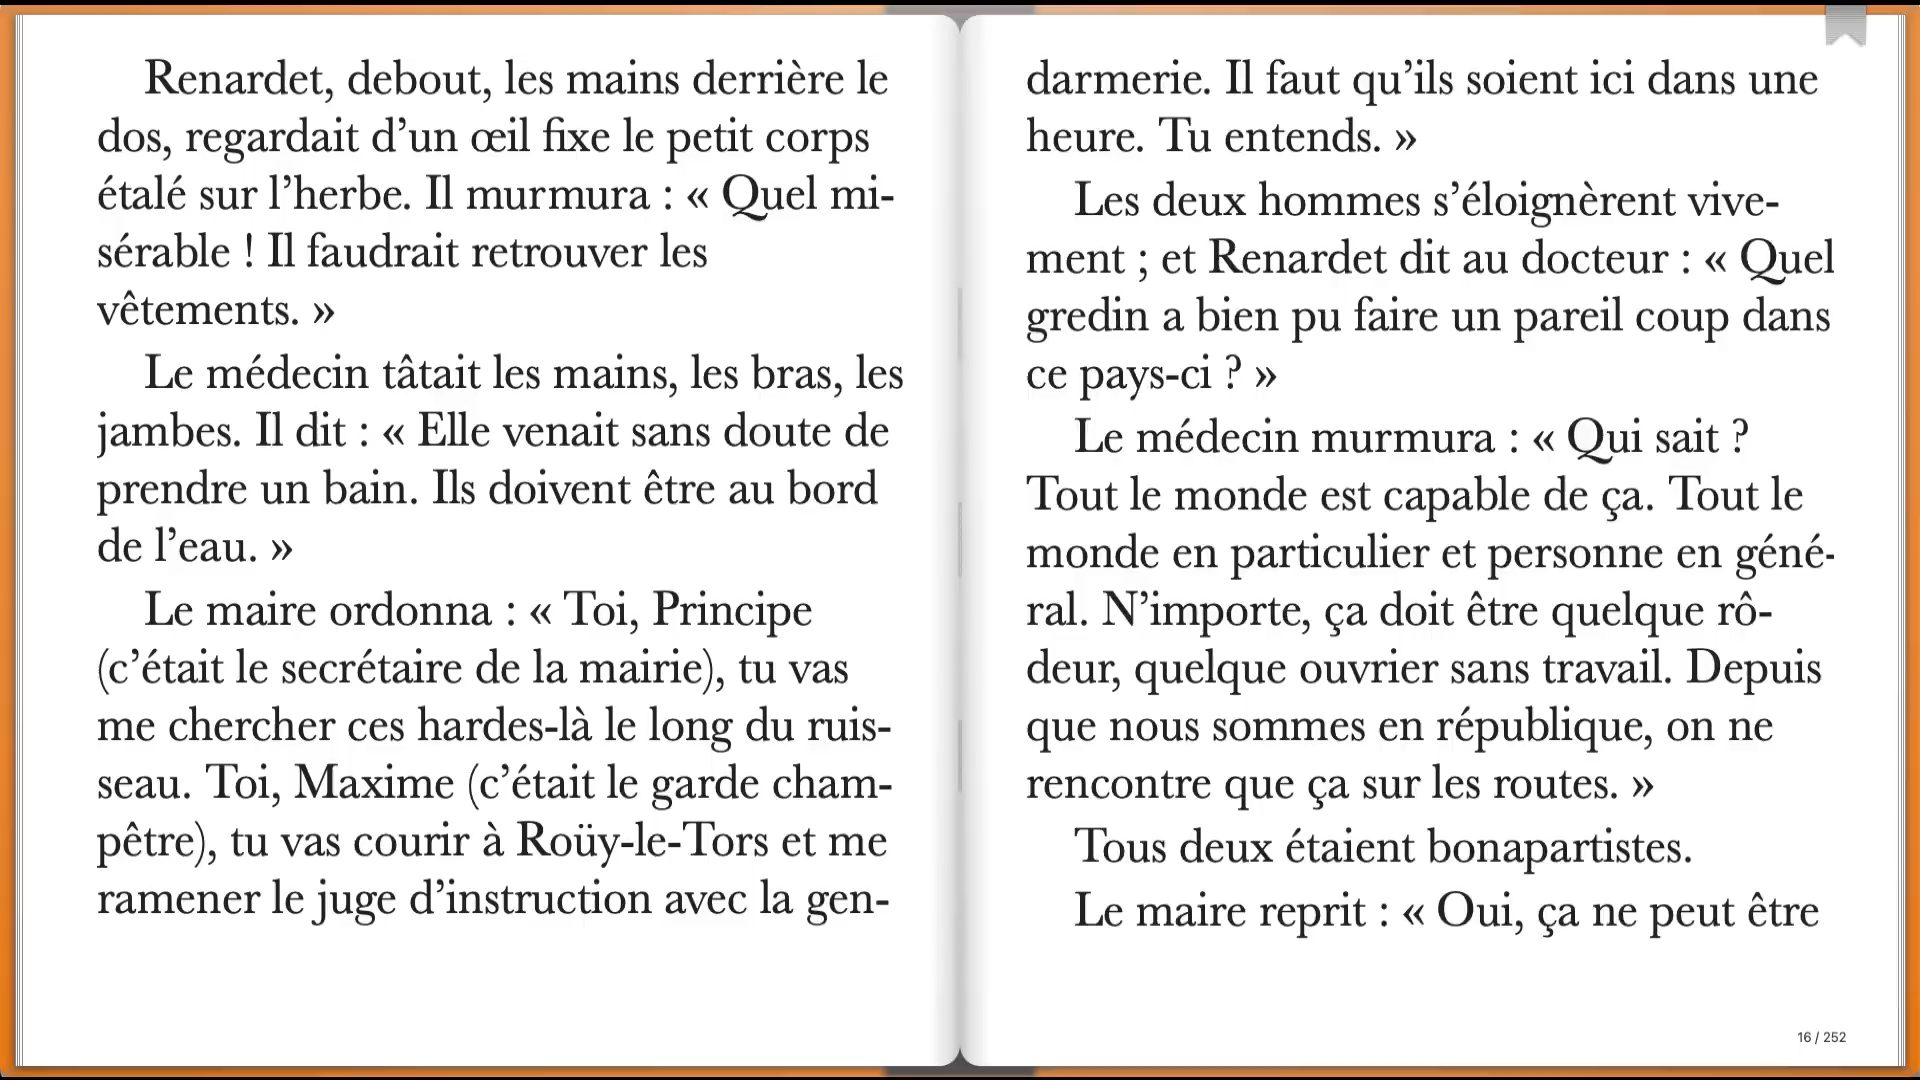 Renardet, debout, les mains derrière le
dos, regardait d’un œil fixe le petit corps
étalé sur l’herbe. Il murmura : « Quel mi-
sérable ! Il faudrait retrouver les
vêtements. »
Le médecin tâtait les mains, les bras, les
jambes. Il dit : « Elle venait sans doute de
prendre un bain. Ils doivent être au bord
de l’eau. »
Le maire ordonna : « Toi, Principe
(c’était le secrétaire de la mairie), tu vas
me chercher ces hardes-là le long du ruis-
seau. Toi, Maxime (c’était le garde cham-
pêtre), tu vas courir à Roüy-le-Tors et me
ramener le juge d’instruction avec la gen-
darmerie. Il faut qu’ils soient ici dans une
heure. Tu entends. »
Les deux hommes s’éloignèrent vive-
ment ; et Renardet dit au docteur : « Quel
gredin a bien pu faire un pareil coup dans
ce pays-ci ? »
Le médecin murmura : « Qui sait ?
Tout le monde est capable de ça. Tout le
monde en particulier et personne en géné-
ral. N’importe, ça doit être quelque rô-
deur, quelque ouvrier sans travail. Depuis
que nous sommes en république, on ne
rencontre que ça sur les routes. »
Tous deux étaient bonapartistes.
Le maire reprit : « Oui, ça ne peut être
16 / 252